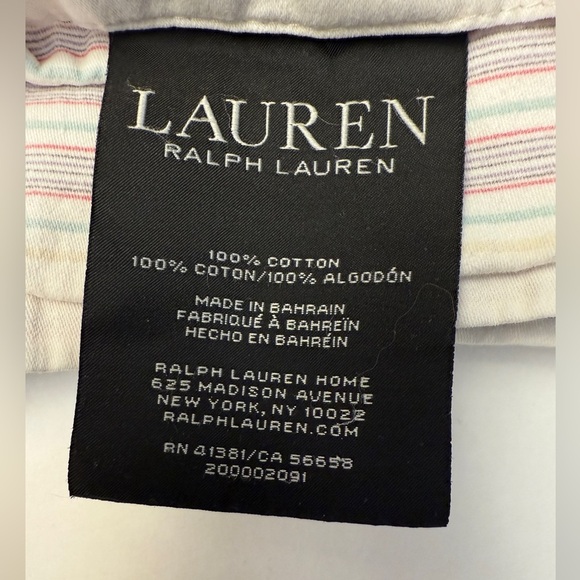 LAUREN
RALPH LAUREN
100% COTTON
100% COTON/100% ALGODÓN
MADE IN BAHRAIN
FABRIQUÉ À BAHREÏN
HECHO EN BAHRÉIN
RALPH LAUREN HOME
625 MADISON AVENUE
NEW YORK, NY 10022
RALPHLAUREN.COM
RN 41381/CA 56658
200002091